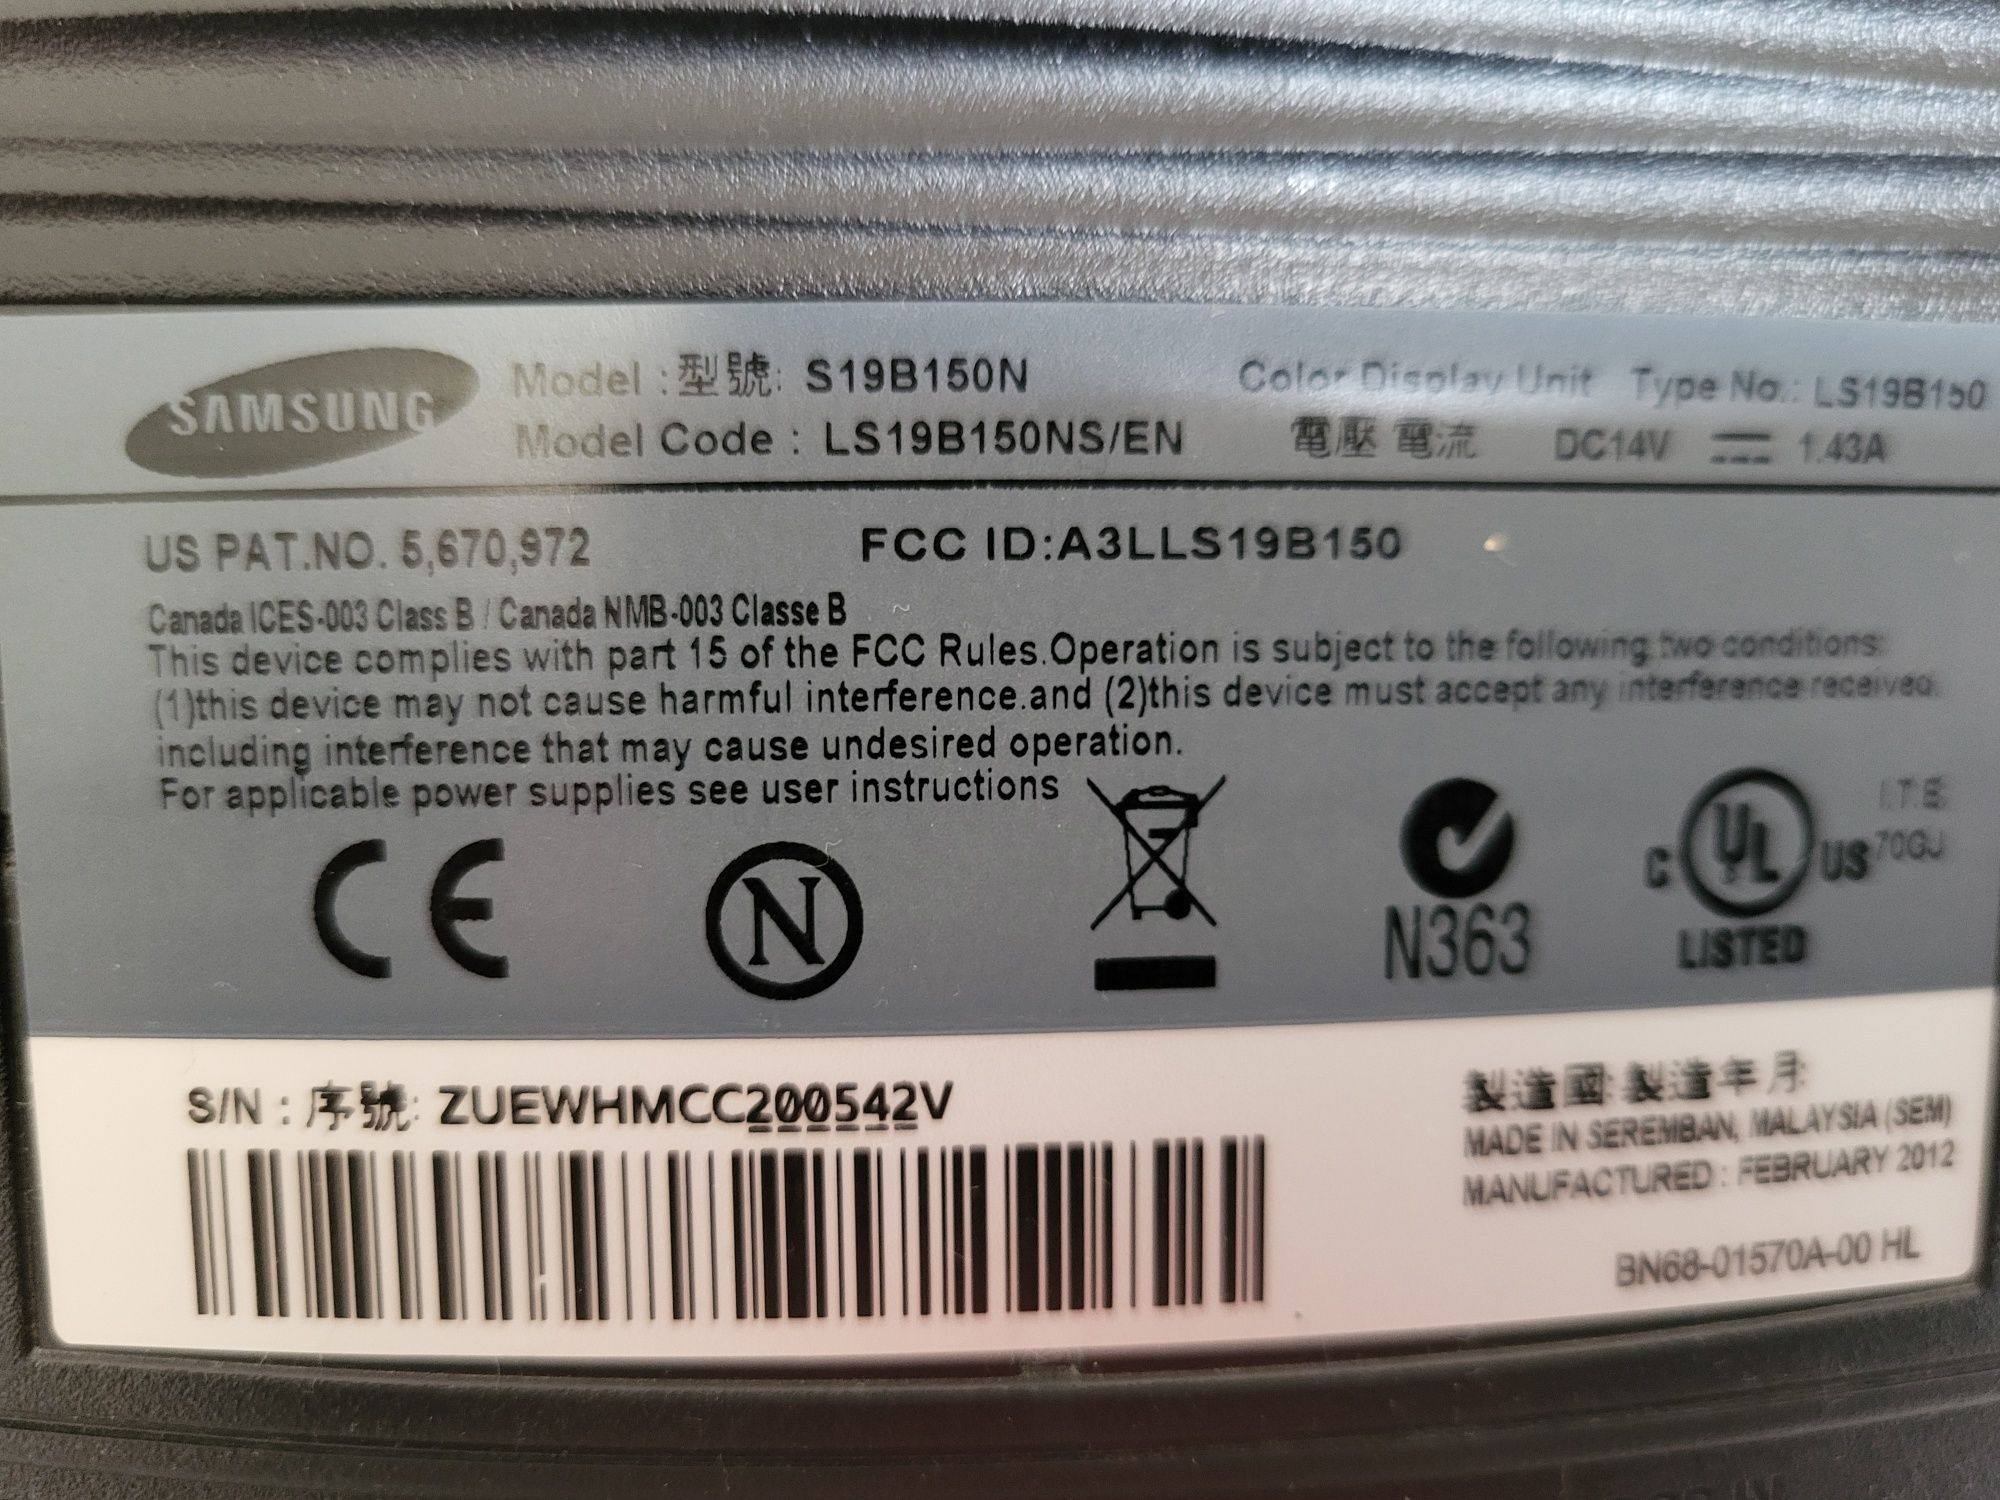 SAMSUNG
Model :型號: S19B150N
Color Display Unit Type No.: LS19B150
Model Code : LS19B150NS/EN
電壓 電流 DC14V 1.43A
US PAT.NO. 5,670,972
FCC ID:A3LLS19B150
Canada ICES-003 Class B / Canada NMB-003 Classe B
This device complies with part 15 of the FCC Rules.Operation is subject to the following two conditions:
(1)this device may not cause harmful interference.and (2)this device must accept any interference received.
including interference that may cause undesired operation.
For applicable power supplies see user instructions
CE
N
N363
C UL US
LISTED
I.T.E.
70GJ
S/N : 序號: ZUEWHMCC200542V
製造國: 製造年月:
MADE IN SEREMBAN, MALAYSIA (SEM)
MANUFACTURED : FEBRUARY 2012
BN68-01570A-00 HL